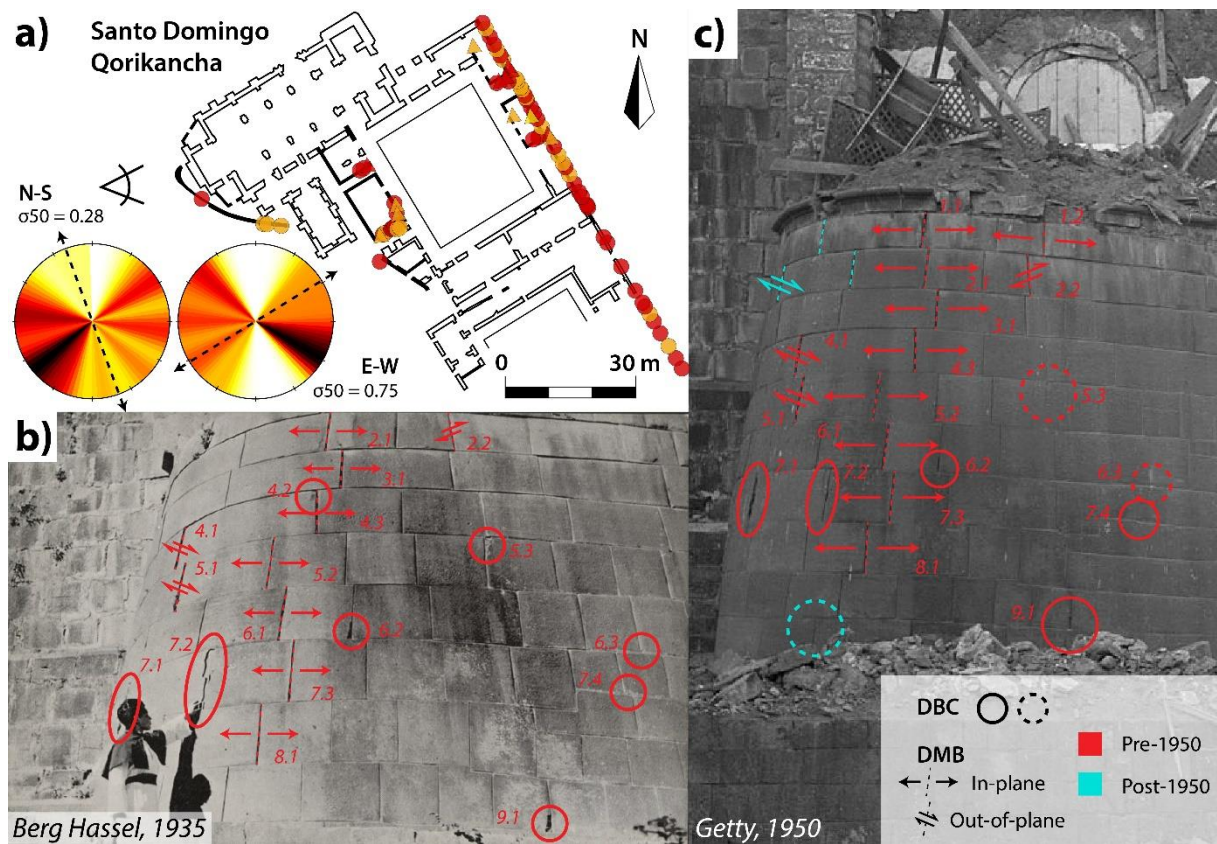 a)
Santo Domingo
Qorikancha
N
N-S
σ50 = 0.28
E-W
σ50 = 0.75
0
30 m
b)
2.1
2.2
3.1
4.2
4.3
4.1
5.3
5.1
5.2
6.1
6.2
7.2
6.3
7.1
7.3
7.4
8.1
9.1
Berg Hassel, 1935
c)
1.1
1.2
2.1
2.2
3.1
4.1
4.3
5.1
5.2
5.3
6.1
7.1
7.2
6.2
6.3
7.3
7.4
8.1
9.1
DBC
DMB
In-plane
Out-of-plane
Pre-1950
Post-1950
Getty, 1950